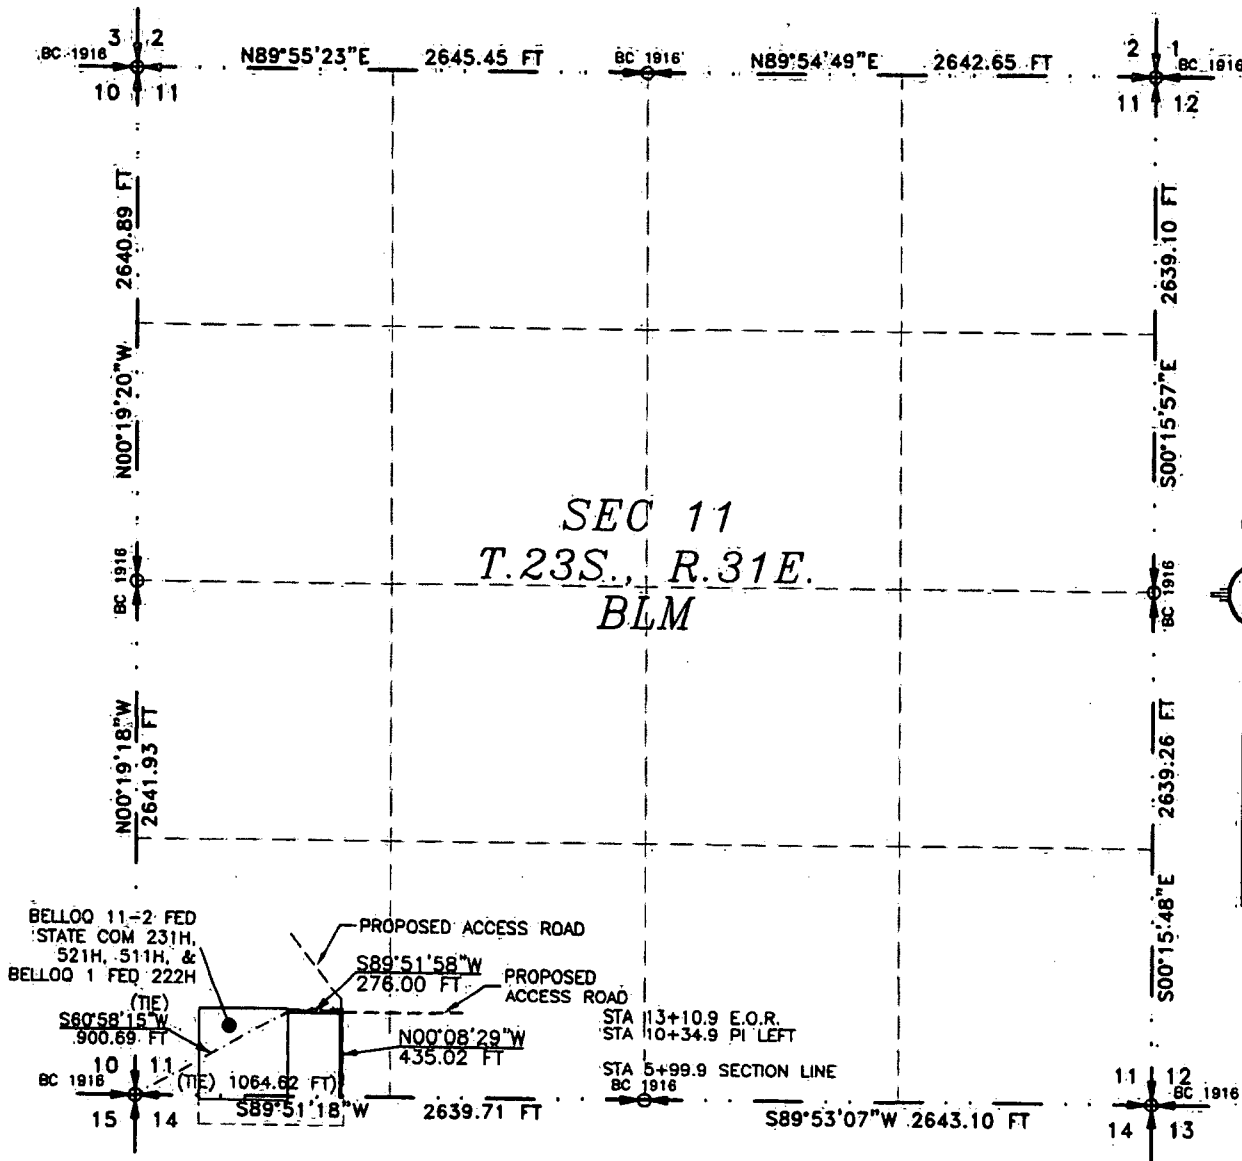 3 2
BC 1916
10 11
N89°55'23"E 2645.45 FT
BC 1916
N89°54'49"E 2642.65 FT
2 1
BC 1916
11 12
2640.89 FT
N00°19'20"W
2639.10 FT
S00°15'57"E
SEC 11
T.23S., R.31E.
BLM
BC 1916
BC 1916
N00°19'18"W
2641.93 FT
2639.26 FT
S00°15'48"E
BELLOQ 11-2 FED
STATE COM 231H,
521H, 511H, &
BELLOQ 1 FED 222H
PROPOSED ACCESS ROAD
S89°51'58"W
276.00 FT
PROPOSED
ACCESS ROAD
(TIE)
S60°58'15"W
900.69 FT
N00°08'29"W
435.02 FT
STA 13+10.9 E.O.R.
STA 10+34.9 PI LEFT
STA 5+99.9 SECTION LINE
10 11
BC 1916
15 14
(TIE) 1064.62 FT)
S89°51'18"W 2639.71 FT
BC 1916
S89°53'07"W 2643.10 FT
11 12
BC 1916
14 13